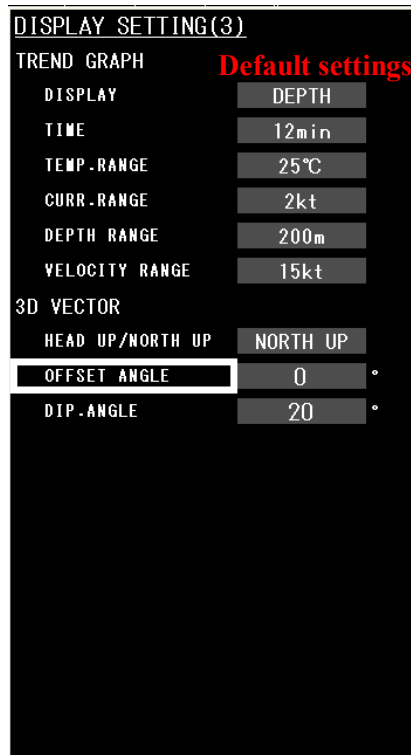 DISPLAY SETTING(3)
TREND GRAPH
Default settings
DISPLAY DEPTH
TIME 12min
TEMP.RANGE 25℃
CURR.RANGE 2kt
DEPTH RANGE 200m
VELOCITY RANGE 15kt
3D VECTOR
HEAD UP/NORTH UP NORTH UP
OFFSET ANGLE 0 °
DIP.ANGLE 20 °